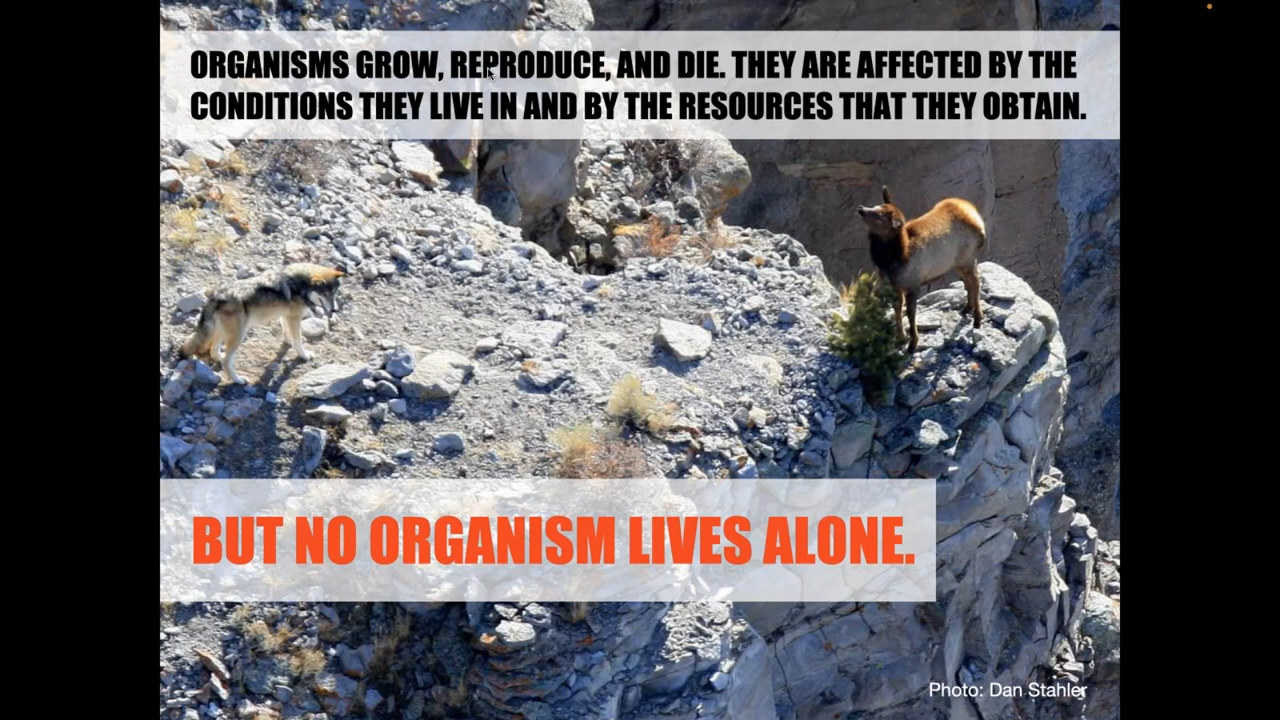 ORGANISMS GROW, REPRODUCE, AND DIE. THEY ARE AFFECTED BY THE
CONDITIONS THEY LIVE IN AND BY THE RESOURCES THAT THEY OBTAIN.
BUT NO ORGANISM LIVES ALONE.
Photo: Dan Stahler